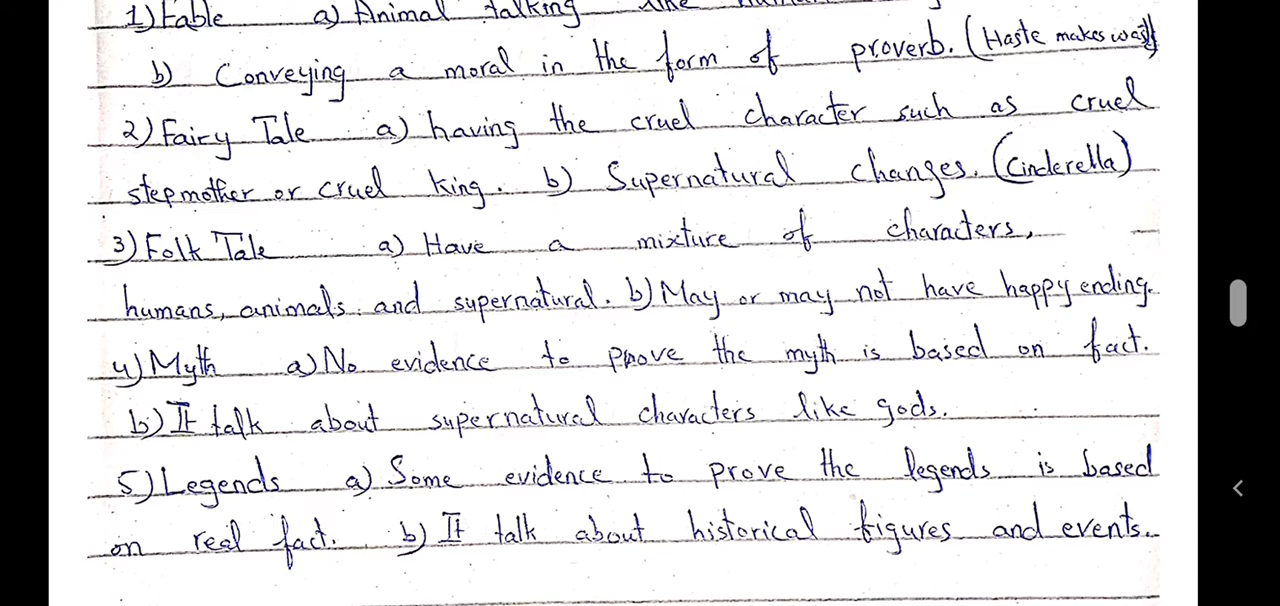 1) Fable a) Animal talking like
b) Conveying a moral in the form of proverb. (Haste makes
2) Fairy Tale a) having the cruel character such as cruel
stepmother or cruel king. b) Supernatural changes. (Cinderella)
3) Folk Tale a) Have a mixture of characters,
humans, animals and supernatural. b) May or may not have happy ending.
4) Myth a) No evidence to prove the myth is based on fact.
b) It talk about supernatural characters like gods.
5) Legends a) Some evidence to prove the legends is based
on real fact. b) It talk about historical figures and events.